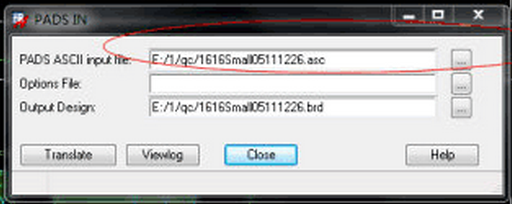 PADS IN
PADS ASCII input file: E:/1/qc/1616Small05111226.asc ...
Options File: ...
Output Design: E:/1/qc/1616Small05111226.brd ...
Translate Viewlog Close Help